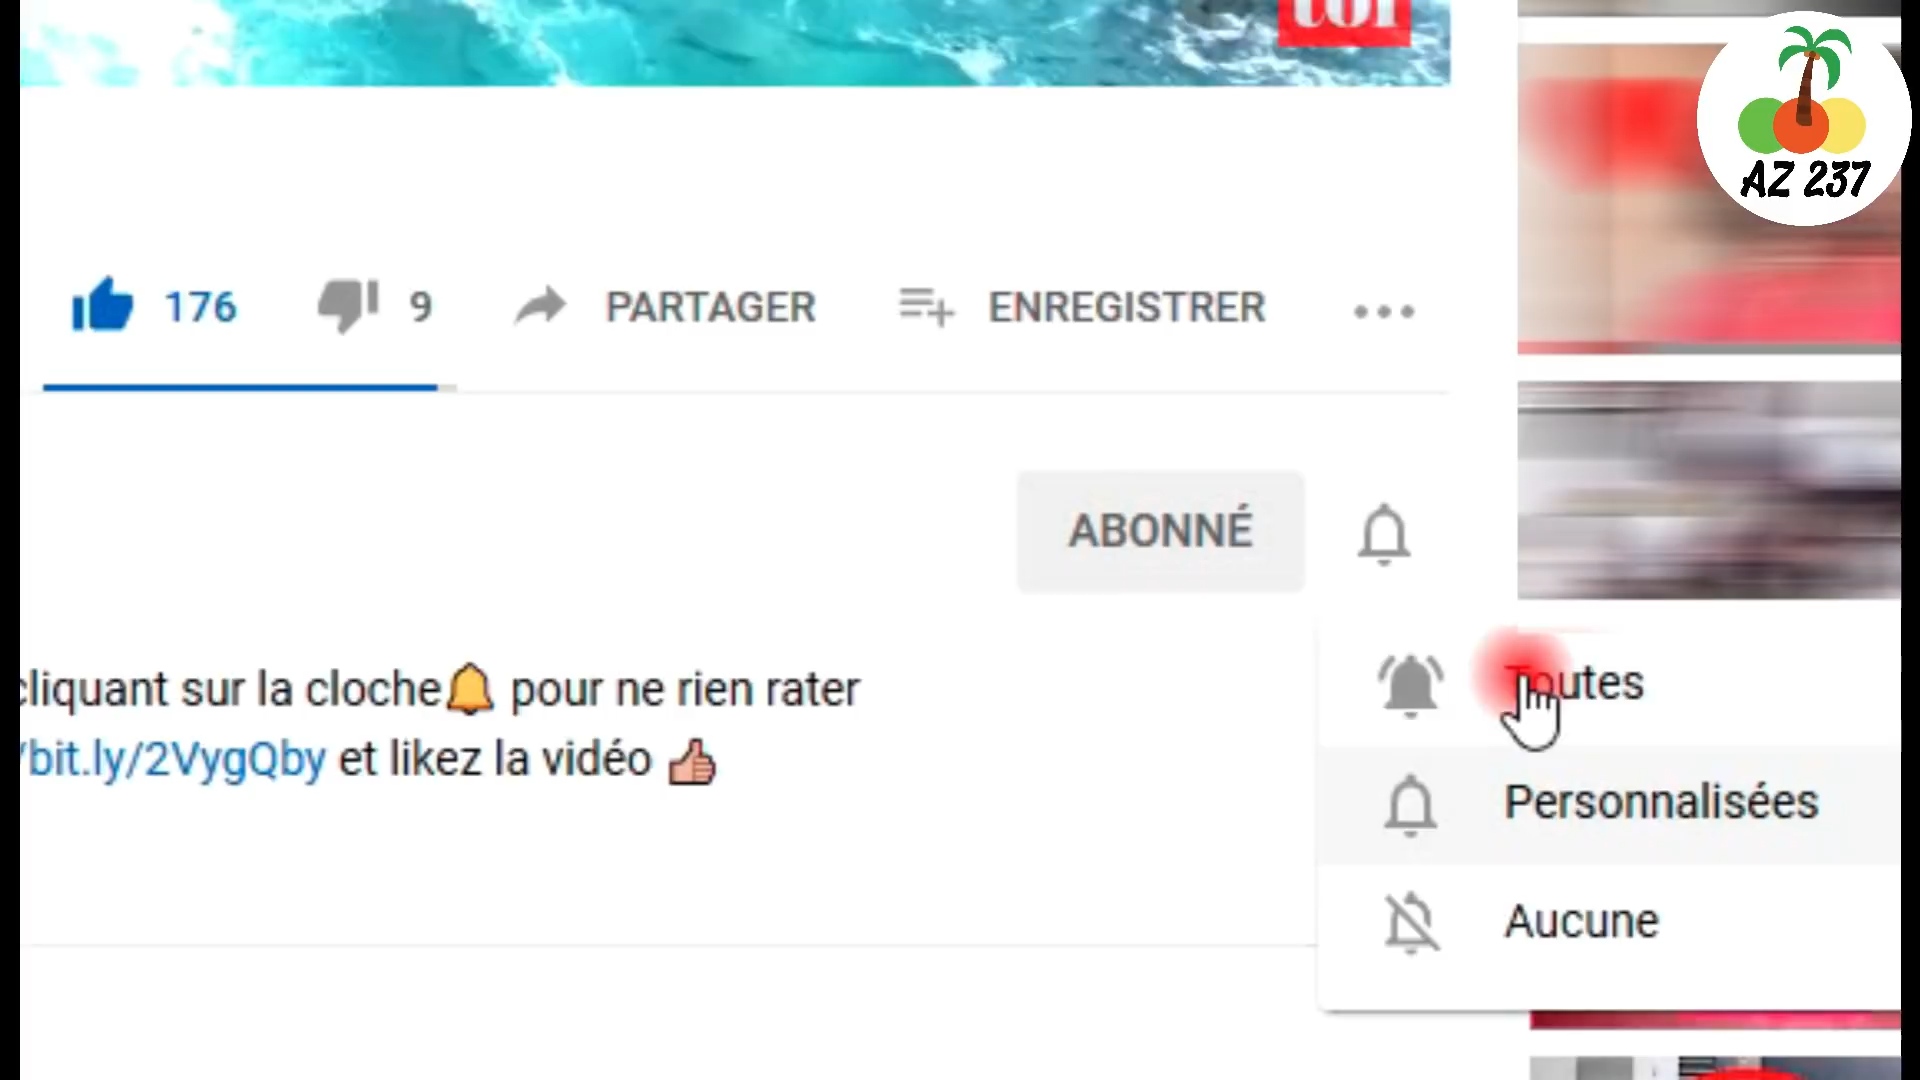 toi
AZ 237
176
9
PARTAGER
ENREGISTRER
ABONNÉ
cliquant sur la cloche🔔 pour ne rien rater
/bit.ly/2VygQby et likez la vidéo 👍
Toutes
Personnalisées
Aucune